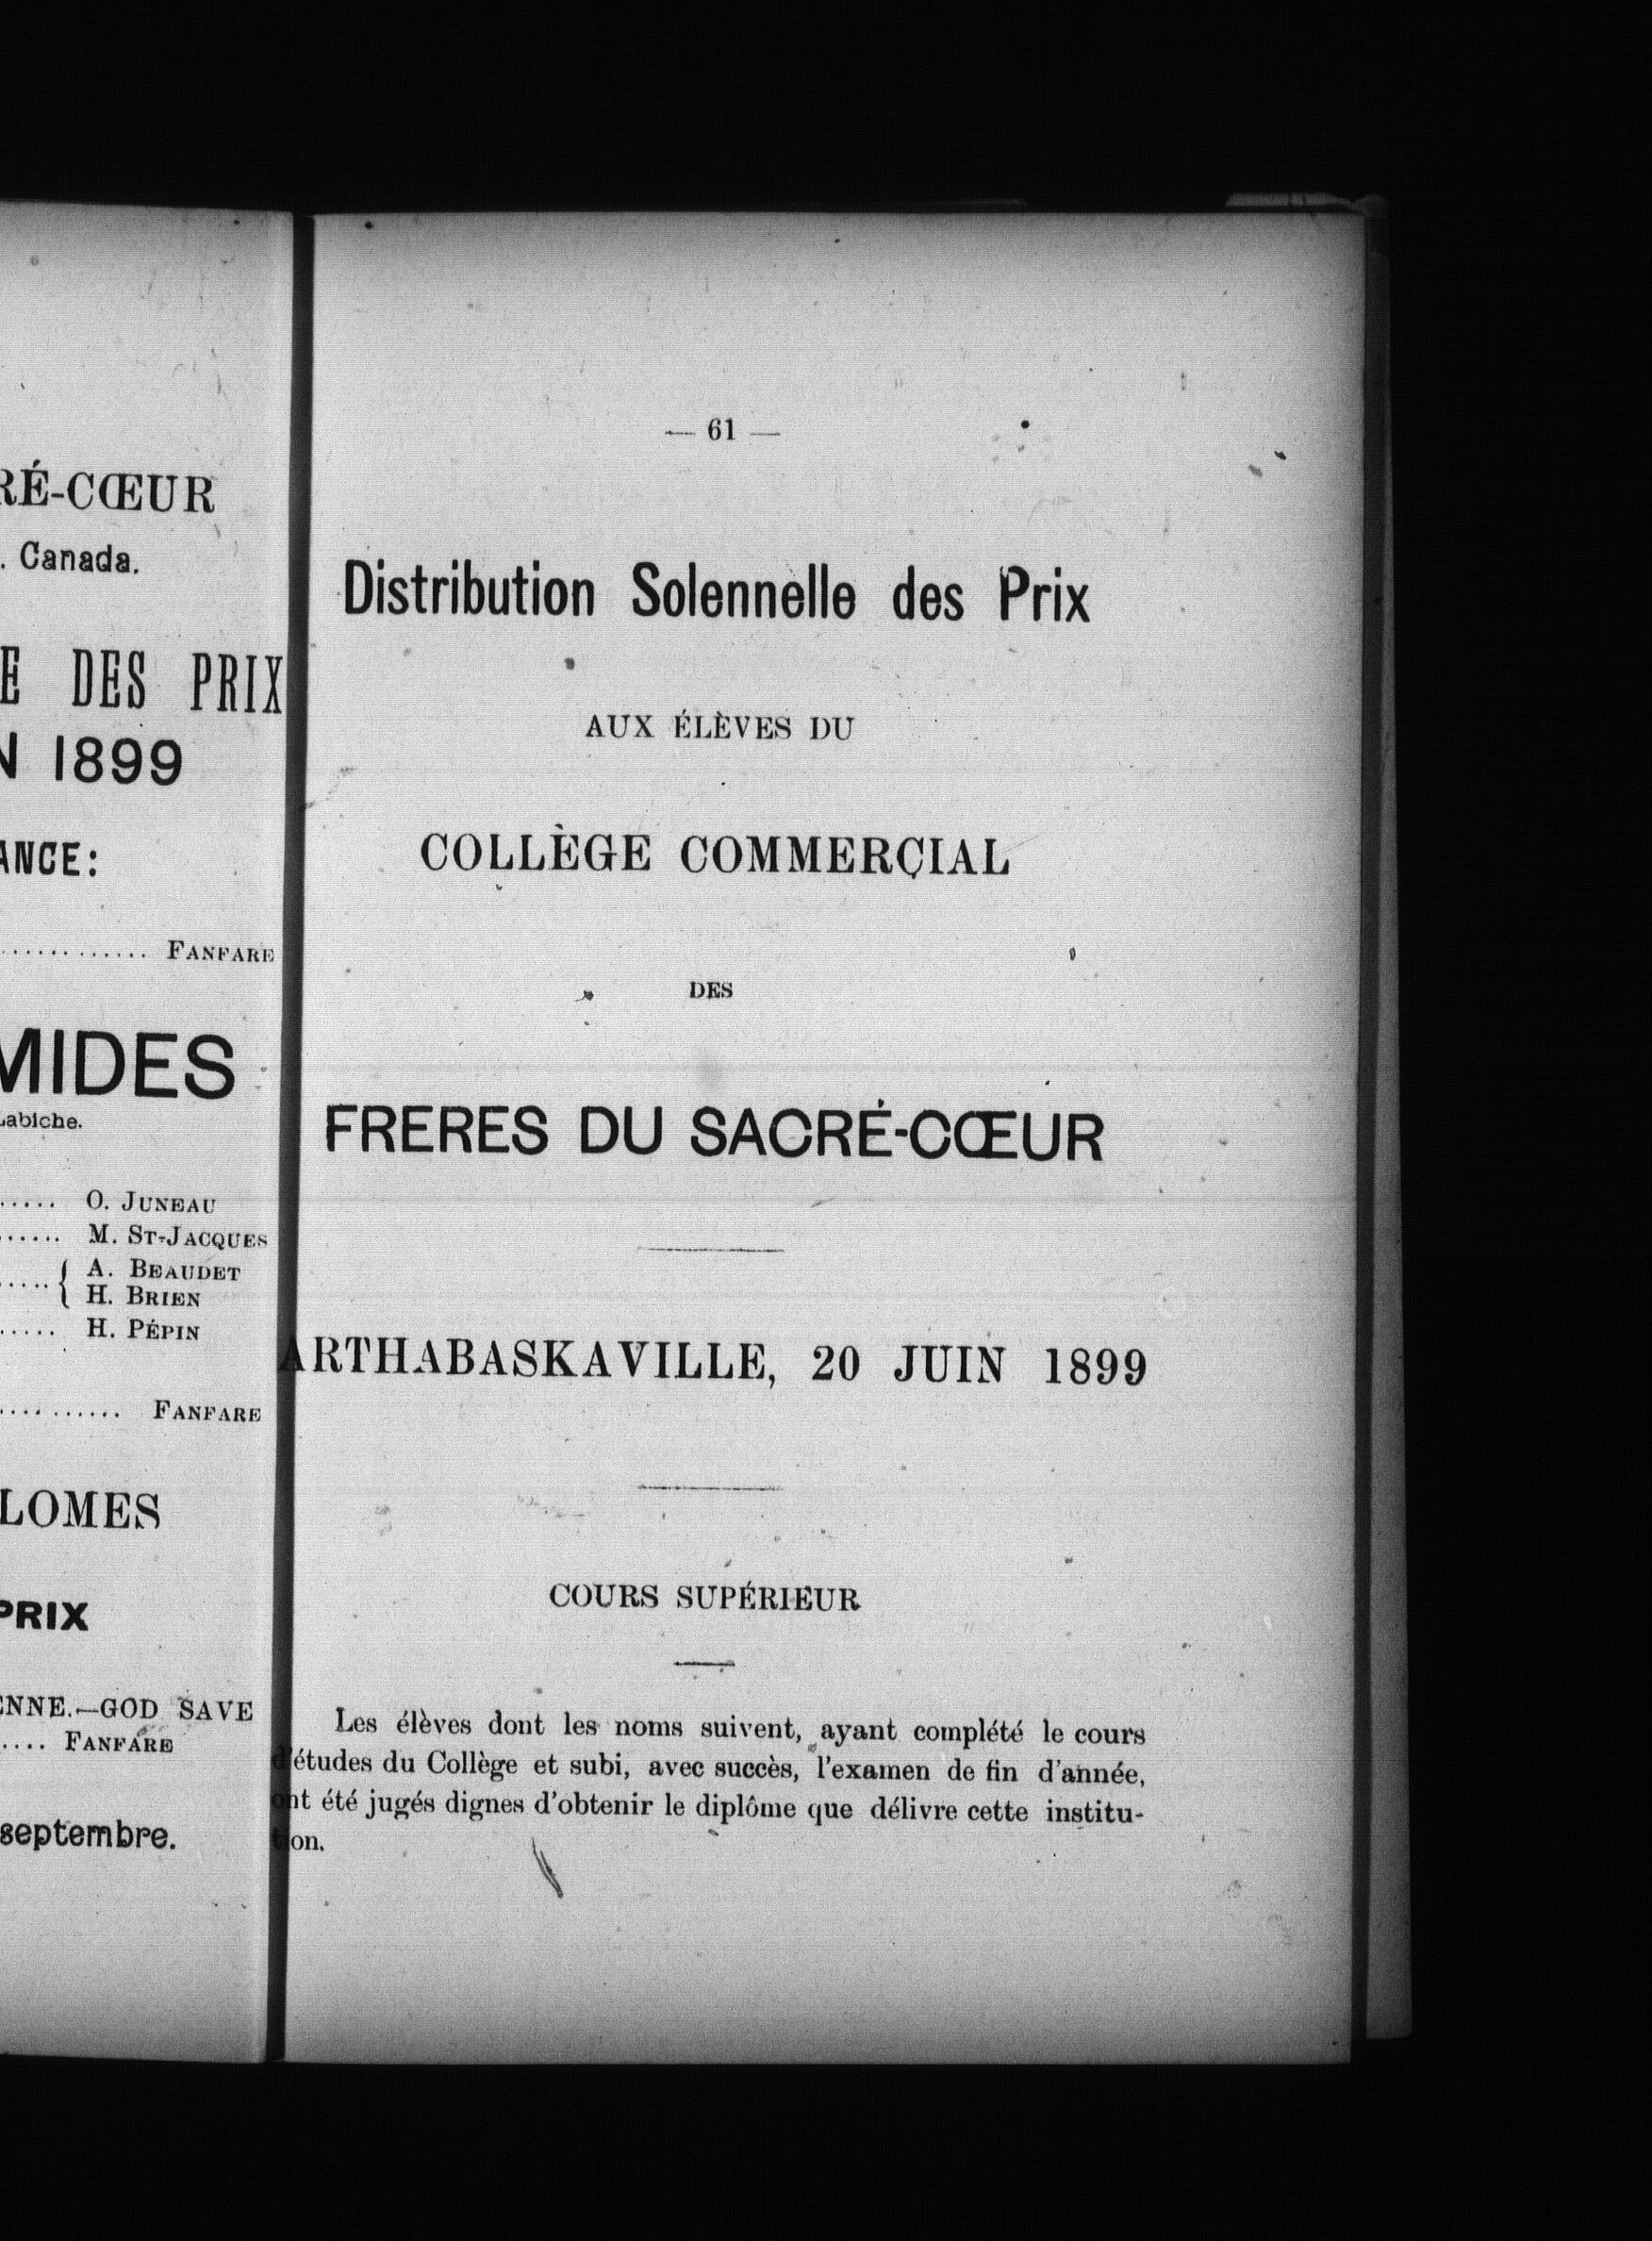 RÉ-CŒUR
. Canada.
E DES PRIX
N 1899
ANCE:
............ FANFARE
MIDES
Labiche.
..... O. JUNEAU
...... M. ST-JACQUES
.....{ A. BEAUDET
H. BRIEN
..... H. PÉPIN
.......... FANFARE
LOMES
PRIX
ENNE.—GOD SAVE
.... FANFARE
septembre.
— 61 —
Distribution Solennelle des Prix
AUX ÉLÈVES DU
COLLÈGE COMMERCIAL
DES
FRERES DU SACRÉ-CŒUR
ARTHABASKAVILLE, 20 JUIN 1899
COURS SUPÉRIEUR
Les élèves dont les noms suivent, ayant complété le cours
d'études du Collège et subi, avec succès, l'examen de fin d'année,
ont été jugés dignes d'obtenir le diplôme que délivre cette institu-
tion.